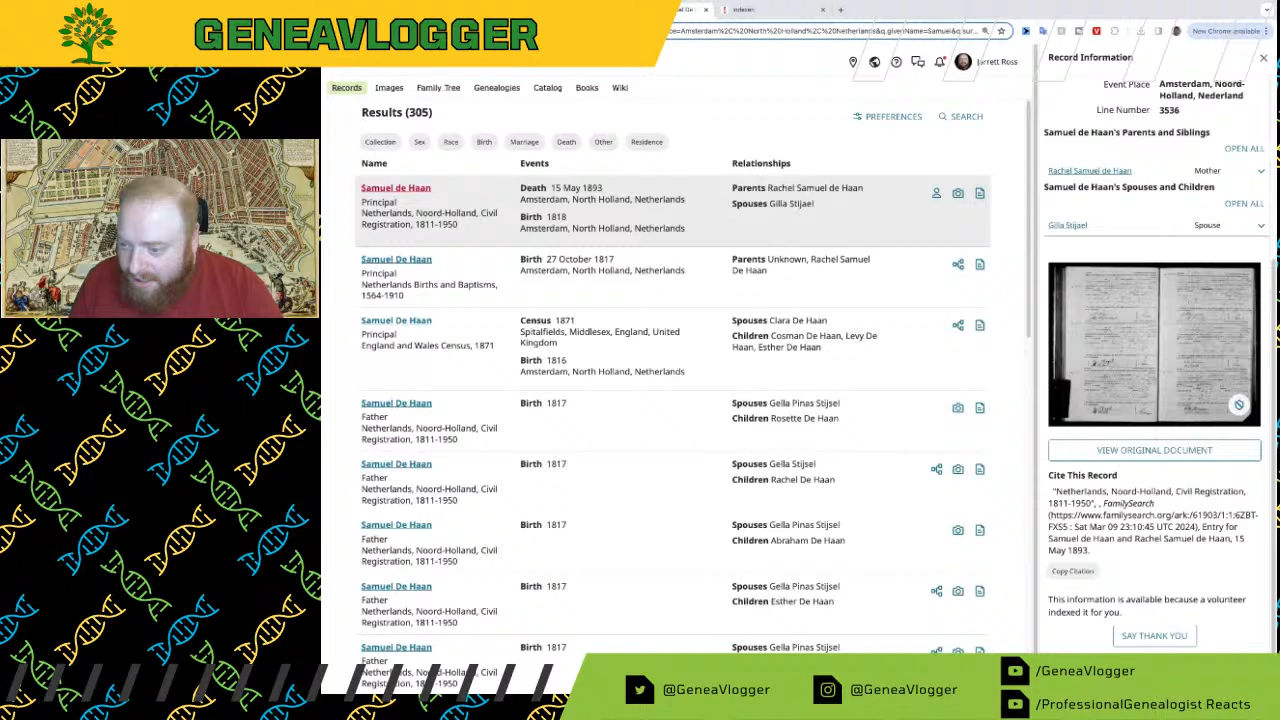 GENEAVLOGGER
indexen
New Chrome available
Jarrett Ross
Records
Images
Family Tree
Genealogies
Catalog
Books
Wiki
Results (305)
PREFERENCES
SEARCH
Collection
Sex
Race
Birth
Marriage
Death
Other
Residence
Name
Events
Relationships
Samuel de Haan
Principal
Netherlands, Noord-Holland, Civil
Registration, 1811-1950
Death 15 May 1893
Amsterdam, North Holland, Netherlands
Birth 1818
Amsterdam, North Holland, Netherlands
Parents Rachel Samuel de Haan
Spouses Gilla Stijael
Samuel De Haan
Principal
Netherlands Births and Baptisms,
1564-1910
Birth 27 October 1817
Amsterdam, North Holland, Netherlands
Parents Unknown, Rachel Samuel
De Haan
Samuel De Haan
Principal
England and Wales Census, 1871
Census 1871
Spitalfields, Middlesex, England, United
Kingdom
Birth 1816
Amsterdam, North Holland, Netherlands
Spouses Clara De Haan
Children Cosman De Haan, Levy De
Haan, Esther De Haan
Samuel De Haan
Father
Netherlands, Noord-Holland, Civil
Registration, 1811-1950
Birth 1817
Spouses Gella Pinas Stijsel
Children Rosette De Haan
Samuel De Haan
Father
Netherlands, Noord-Holland, Civil
Registration, 1811-1950
Birth 1817
Spouses Gella Stijsel
Children Rachel De Haan
Samuel De Haan
Father
Netherlands, Noord-Holland, Civil
Registration, 1811-1950
Birth 1817
Spouses Gella Pinas Stijsel
Children Abraham De Haan
Samuel De Haan
Father
Netherlands, Noord-Holland, Civil
Registration, 1811-1950
Birth 1817
Spouses Gella Pinas Stijsel
Children Esther De Haan
Samuel De Haan
Father
Netherlands, Noord-Holland, Civil
Registration, 1811-1950
Birth 1817
Spouses Gella Pinas Stijsel
Record Information
Event Place Amsterdam, Noord-
Holland, Nederland
Line Number 3536
Samuel de Haan's Parents and Siblings
OPEN ALL
Rachel Samuel de Haan Mother
Samuel de Haan's Spouses and Children
OPEN ALL
Gilla Stijael Spouse
VIEW ORIGINAL DOCUMENT
Cite This Record
"Netherlands, Noord-Holland, Civil Registration,
1811-1950", , FamilySearch
(https://www.familysearch.org/ark:/61903/1:1:6ZBT-
FXS5 : Sat Mar 09 23:10:45 UTC 2024), Entry for
Samuel de Haan and Rachel Samuel de Haan, 15
May 1893.
Copy Citation
This information is available because a volunteer
indexed it for you.
SAY THANK YOU
@GeneaVlogger
@GeneaVlogger
/GeneaVlogger
/ProfessionalGenealogist Reacts